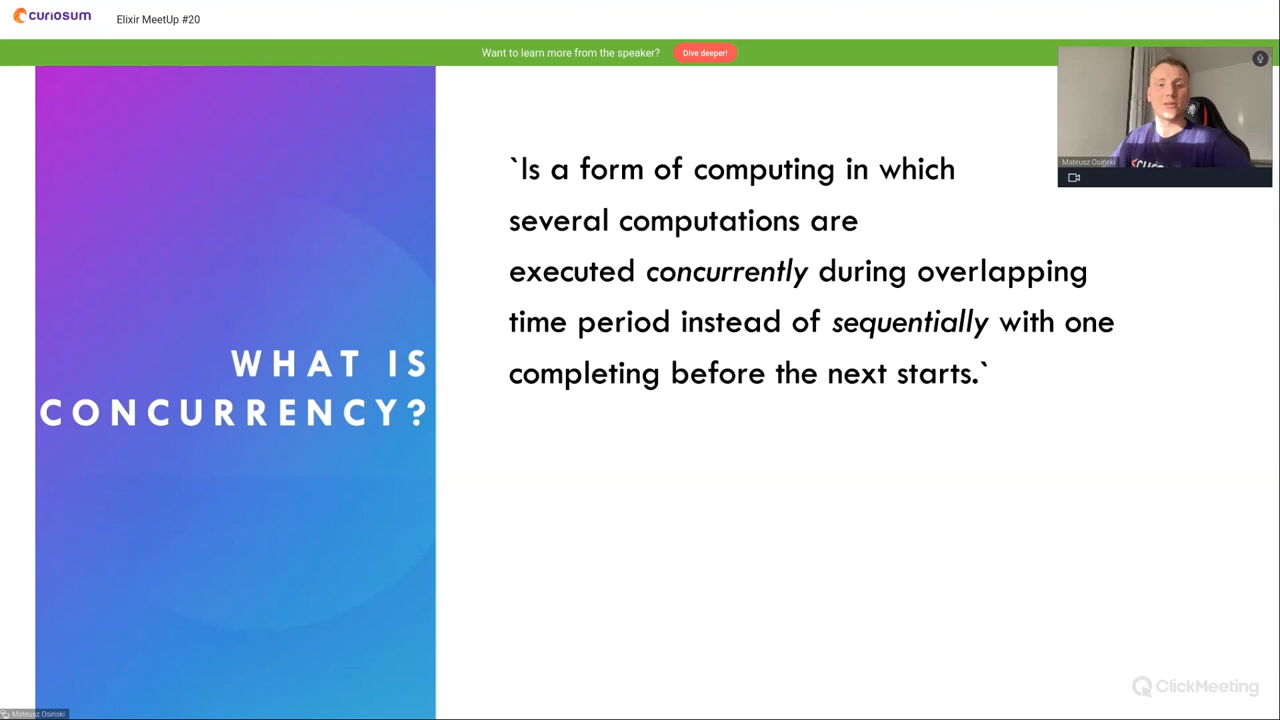 curiosum
Elixir MeetUp #20
Want to learn more from the speaker? Dive deeper!
Mateusz Osiński
WHAT IS
CONCURRENCY?
`Is a form of computing in which
several computations are
executed concurrently during overlapping
time period instead of sequentially with one
completing before the next starts.`
ClickMeeting
Mateusz Osiński